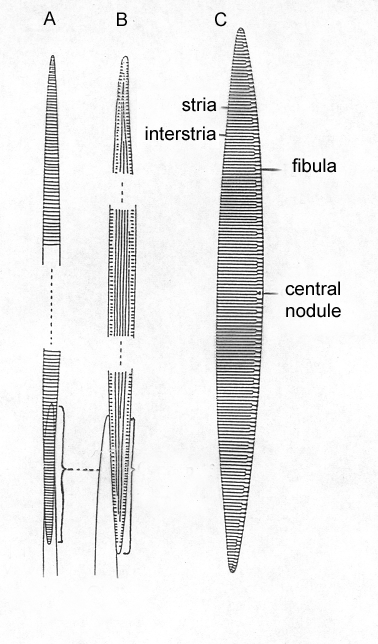 A B C
stria
interstria
fibula
central
nodule